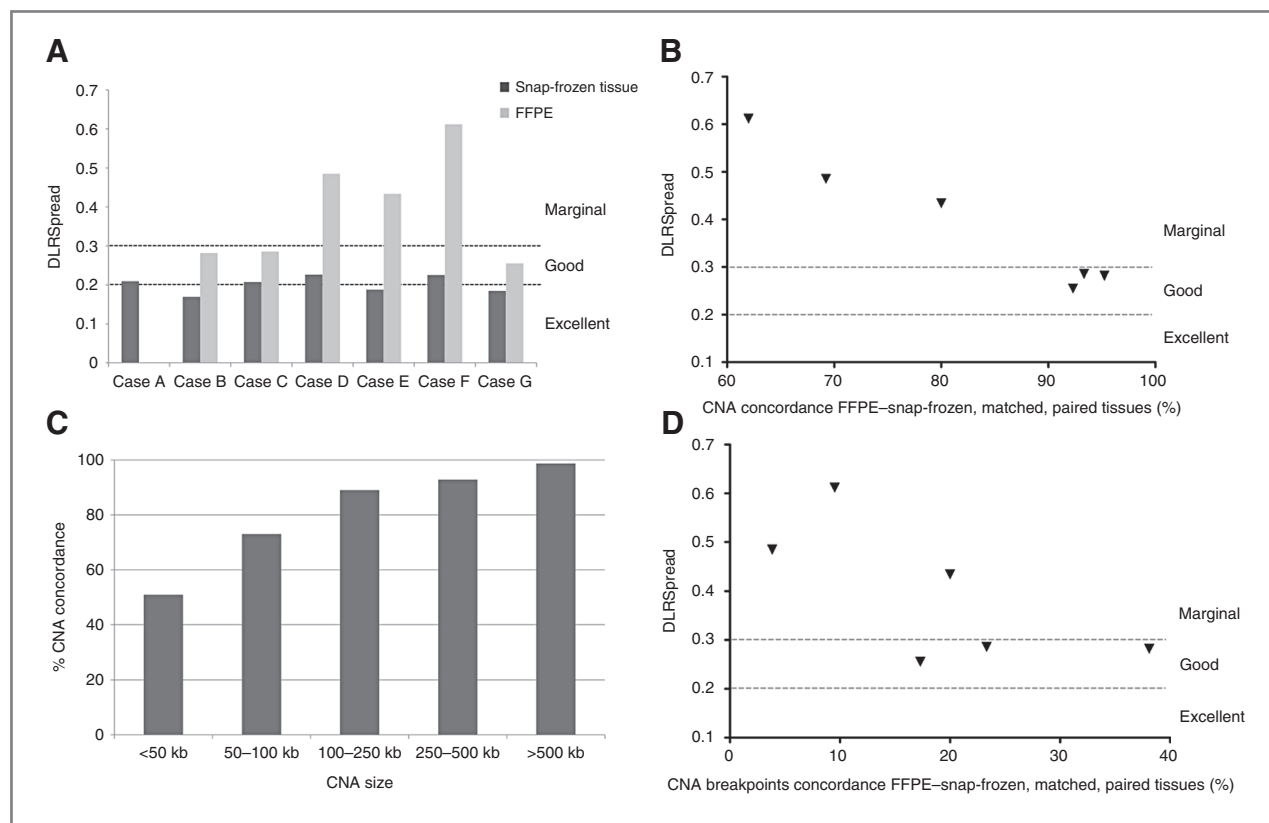 A
Snap-frozen tissue
FFPE
0.7
0.6
0.5
0.4
0.3
0.2
0.1
0
DLRSpread
Marginal
Good
Excellent
Case A Case B Case C Case D Case E Case F Case G
B
0.7
0.6
0.5
0.4
0.3
0.2
0.1
DLRSpread
Marginal
Good
Excellent
60 70 80 90 100
CNA concordance FFPE–snap-frozen, matched, paired tissues (%)
C
100
80
60
40
20
0
% CNA concordance
<50 kb 50–100 kb 100–250 kb 250–500 kb >500 kb
CNA size
D
0.7
0.6
0.5
0.4
0.3
0.2
0.1
DLRSpread
Marginal
Good
Excellent
0 10 20 30 40
CNA breakpoints concordance FFPE–snap-frozen, matched, paired tissues (%)